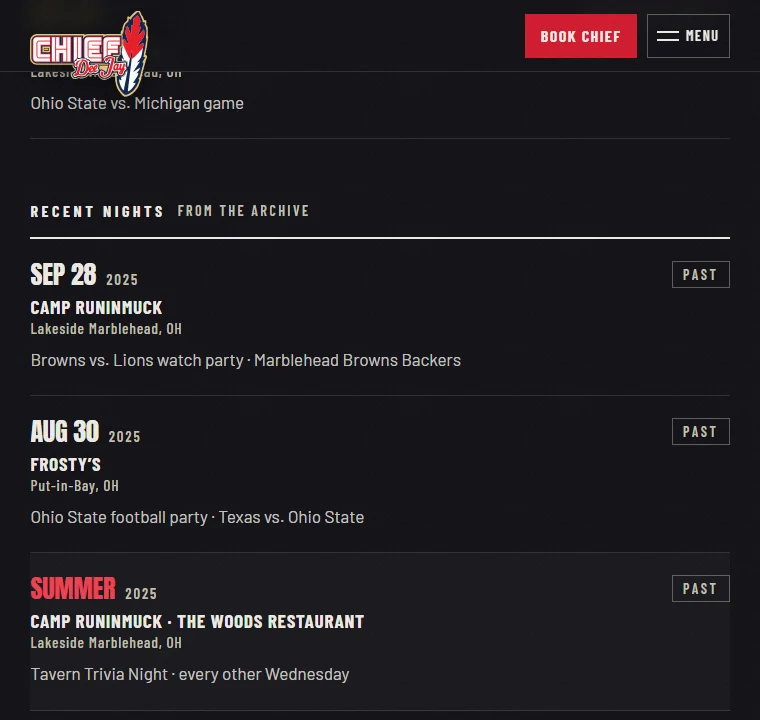 CHIEF
Dee Jay
BOOK CHIEF
MENU
Lakeside Marblehead, OH
Ohio State vs. Michigan game
RECENT NIGHTS FROM THE ARCHIVE
SEP 28 2025
PAST
CAMP RUNINMUCK
Lakeside Marblehead, OH
Browns vs. Lions watch party · Marblehead Browns Backers
AUG 30 2025
PAST
FROSTY'S
Put-in-Bay, OH
Ohio State football party · Texas vs. Ohio State
SUMMER 2025
PAST
CAMP RUNINMUCK · THE WOODS RESTAURANT
Lakeside Marblehead, OH
Tavern Trivia Night · every other Wednesday